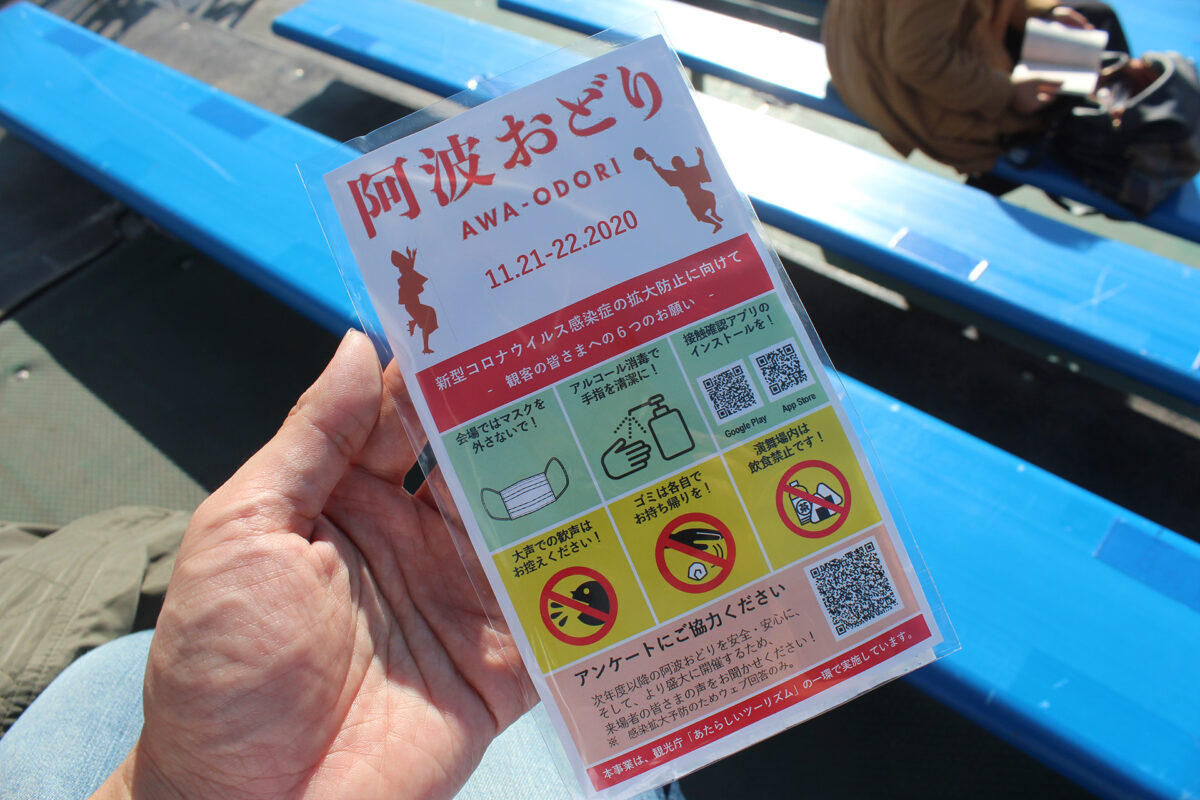 阿波おどり
AWA-ODORI
11.21-22.2020
新型コロナウイルス感染症の拡大防止に向けて
- 観客の皆さまへの6つのお願い -
会場ではマスクを
外さないで!
アルコール消毒で
手指を清潔に!
接触確認アプリの
インストールを!
Google Play
App Store
大声での歓声は
お控えください!
ゴミは各自で
お持ち帰りを!
演舞場内は
飲食禁止です!
アンケートにご協力ください
次年度以降の阿波おどりを安全・安心に、
そして、より盛大に開催するため、
来場者の皆さまの声をお聞かせください!
※ 感染拡大予防のためウェブ回答のみ。
本事業は、観光庁「あたらしいツーリズム」の一環で実施しています。